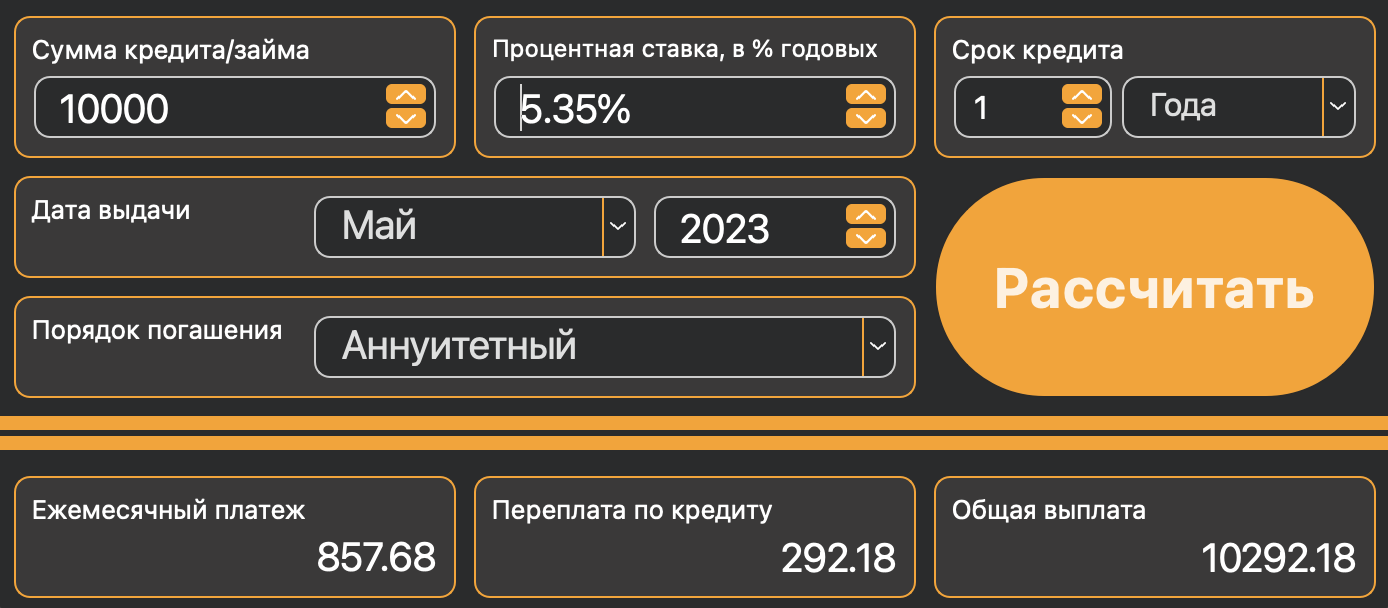 Сумма кредита/займа
10000
Процентная ставка, в % годовых
5.35%
Срок кредита
1
Года
Дата выдачи
Май
2023
Порядок погашения
Аннуитетный
Рассчитать
Ежемесячный платеж
857.68
Переплата по кредиту
292.18
Общая выплата
10292.18